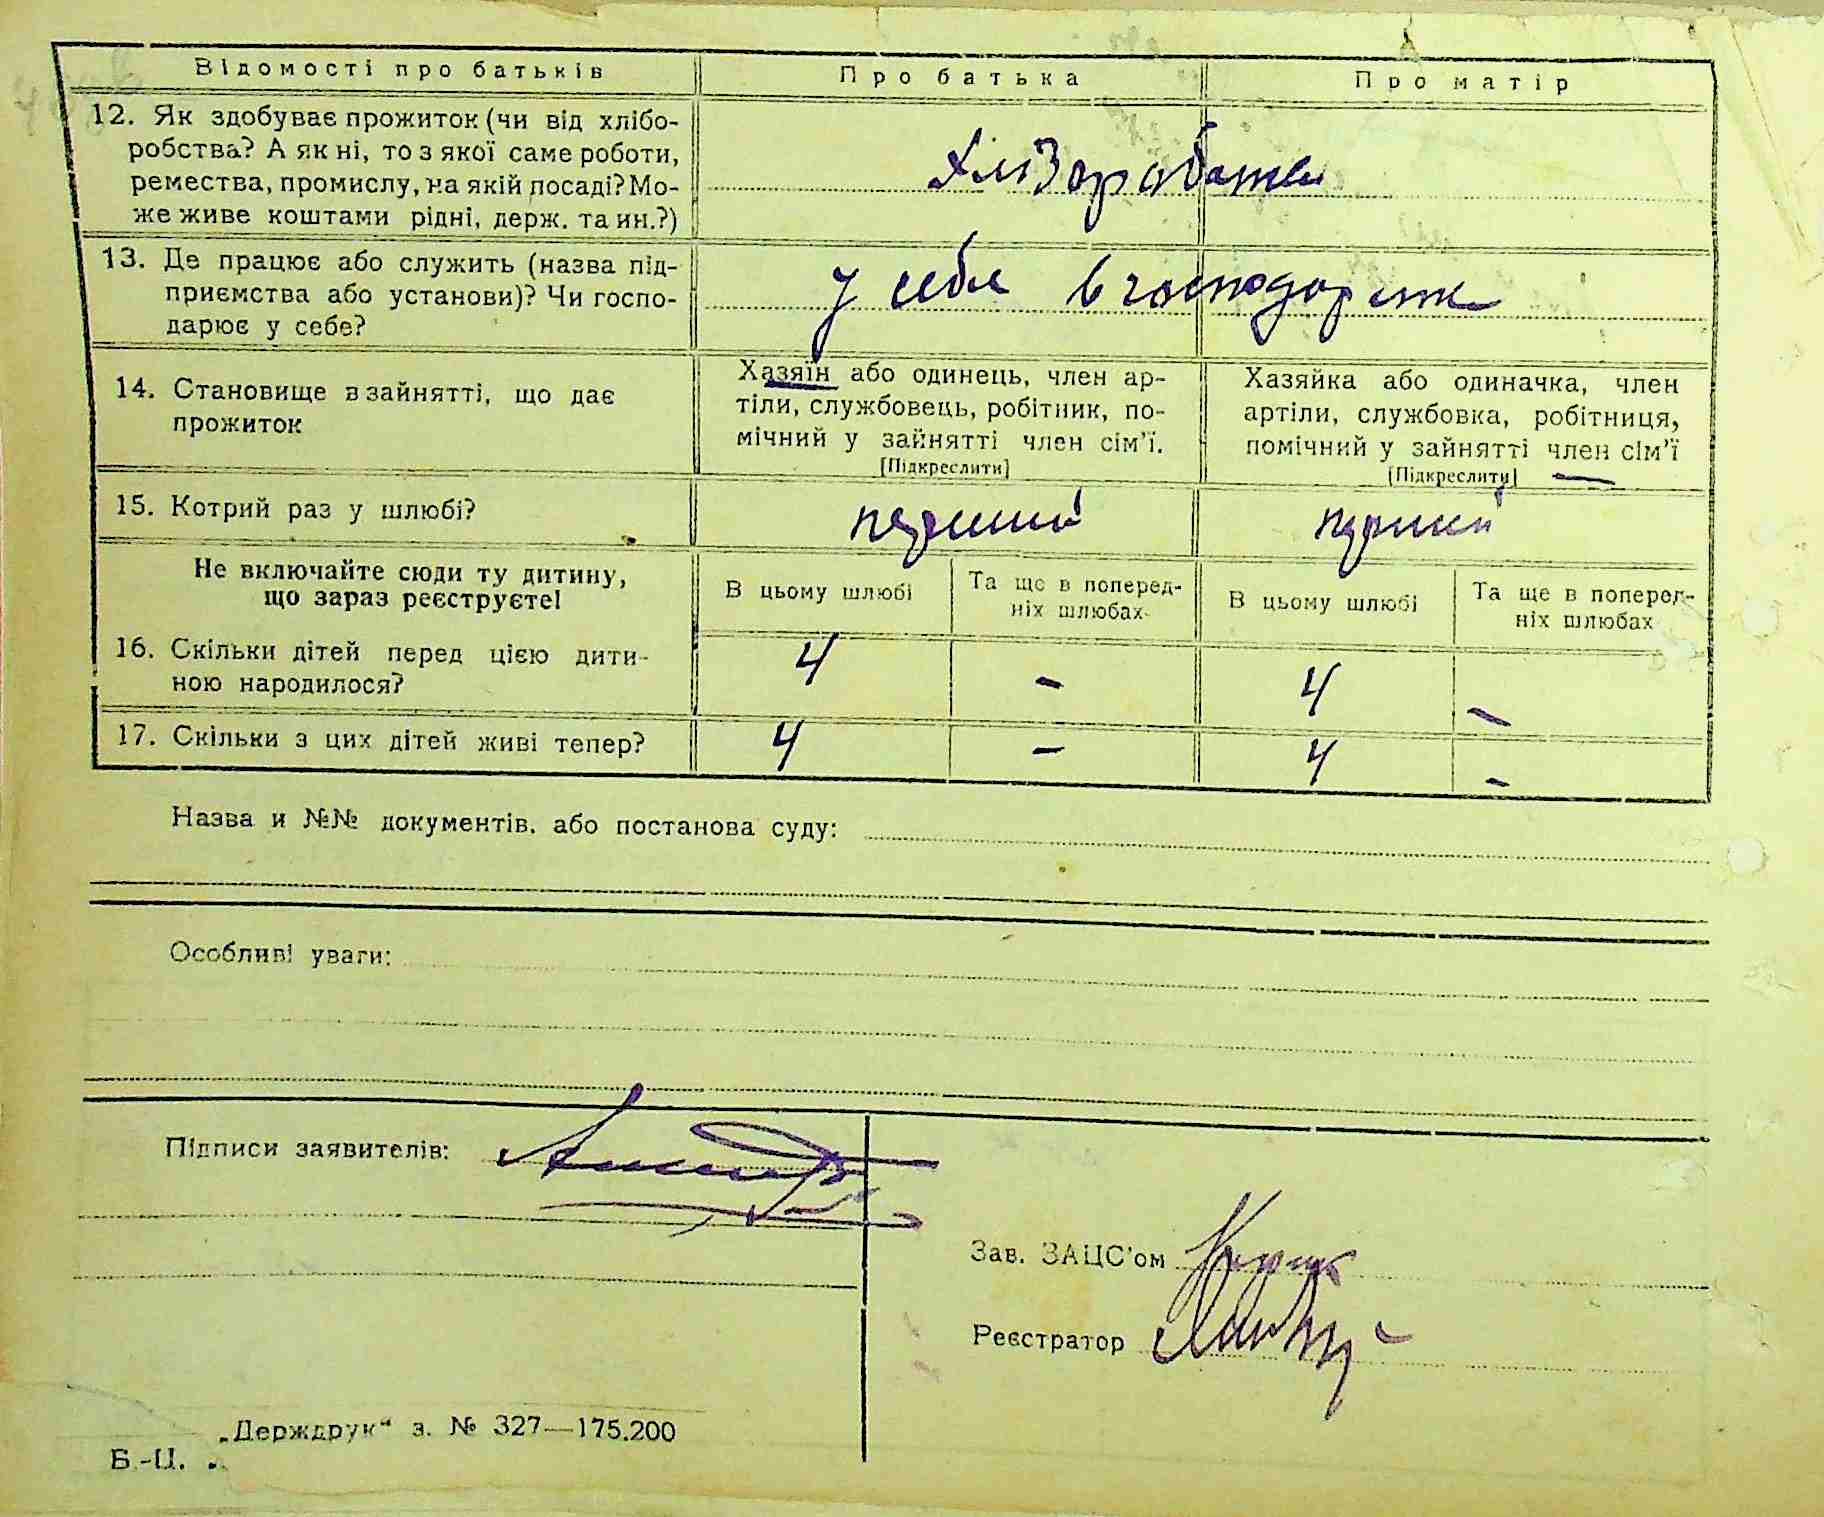 Відомості про батьків
Про батька
Про матір
12. Як здобуває прожиток (чи від хлібо-
робства? А як ні, то з якої саме роботи,
ремества, промислу, на якій посаді? Мо-
же живе коштами рідні, держ. та ин.?)
13. Де працює або служить (назва під-
приємства або установи)? Чи госпо-
дарює у себе?
у себе в господарстве
14. Становище в зайнятті, що дає
прожиток
Хазяїн або одинець, член ар-
тіли, службовець, робітник, по-
мічний у зайнятті член сім'ї.
[Підкреслити]
Хазяйка або одиначка, член
артіли, службовка, робітниця,
помічний у зайнятті член сім'ї
[Підкреслити] —
15. Котрий раз у шлюбі?
перший
перший
Не включайте сюди ту дитину,
що зараз реєструєте!
В цьому шлюбі
Та ще в поперед-
ніх шлюбах
В цьому шлюбі
Та ще в поперед-
ніх шлюбах
16. Скільки дітей перед цією дити-
ною народилося?
4 - 4 -
17. Скільки з цих дітей живі тепер?
4 - 4 -
Назва и №№ документів. або постанова суду:
Особливі уваги:
Підписи заявителів:
Зав. ЗАЦС'ом
Реєстратор
„Держдрук" з. № 327—175.200
Б.-Ц.